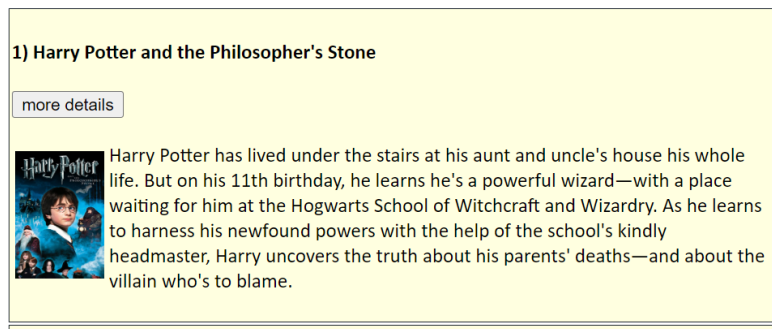 1) Harry Potter and the Philosopher's Stone
more details
Harry Potter
Harry Potter has lived under the stairs at his aunt and uncle's house his whole
life. But on his 11th birthday, he learns he's a powerful wizard—with a place
waiting for him at the Hogwarts School of Witchcraft and Wizardry. As he learns
to harness his newfound powers with the help of the school's kindly
headmaster, Harry uncovers the truth about his parents' deaths—and about the
villain who's to blame.